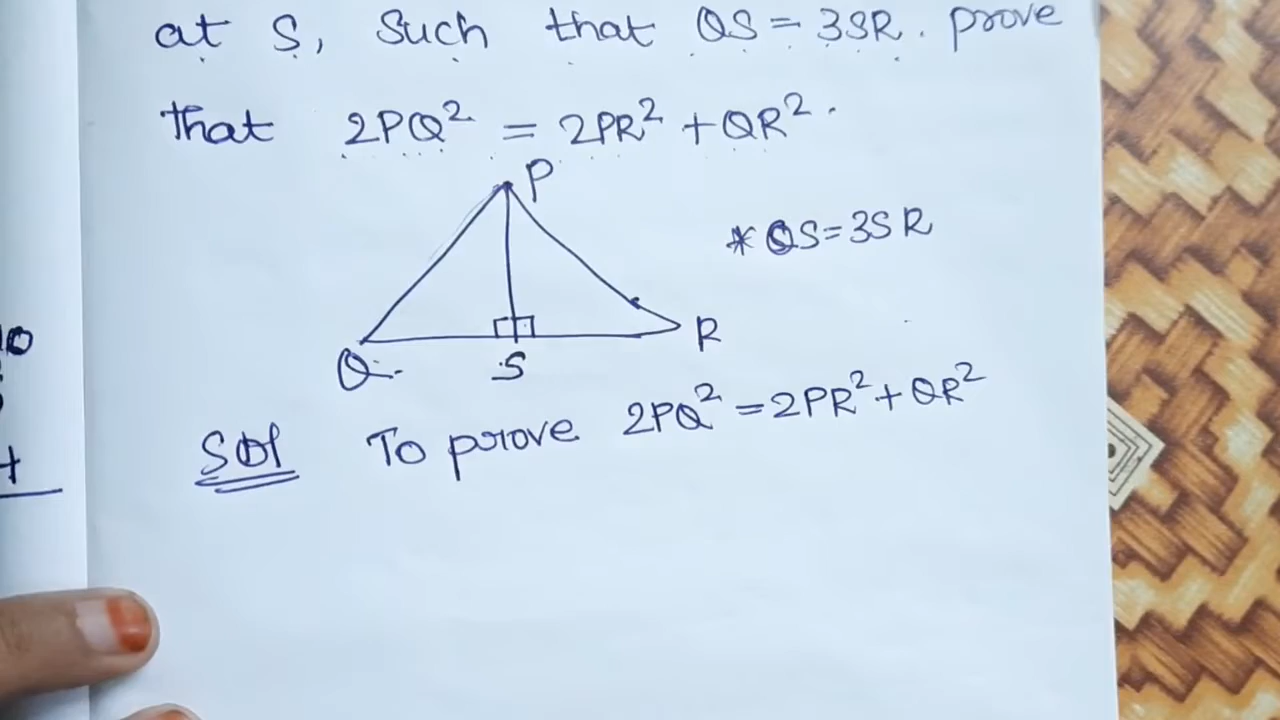 at S, Such that QS = 3SR. prove
that 2PQ² = 2PR² + QR².
P
* QS = 3SR
Q
S
R
Sol To prove 2PQ² = 2PR² + QR²